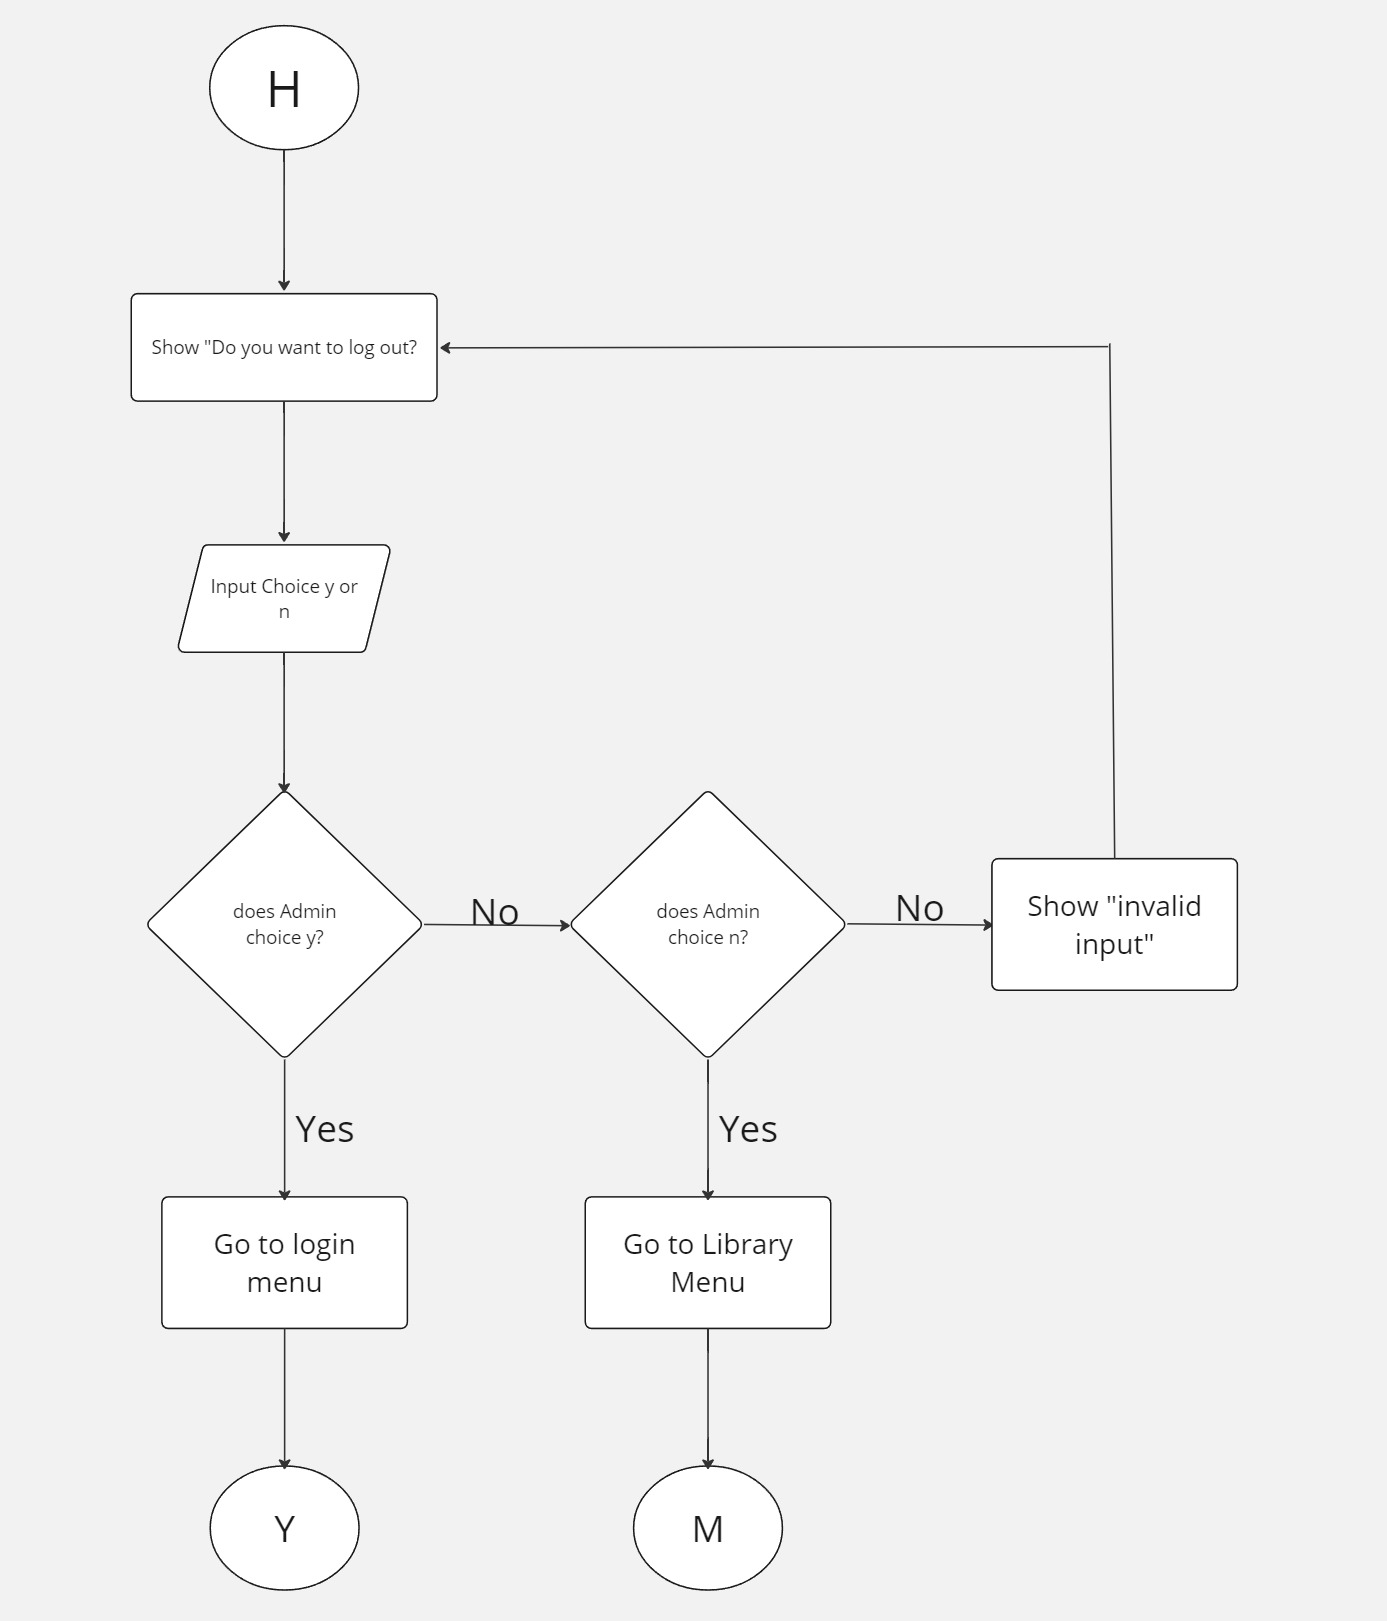 H
Show "Do you want to log out?
Input Choice y or
n
does Admin
choice y?
No
does Admin
choice n?
No
Show "invalid
input"
Yes
Yes
Go to login
menu
Go to Library
Menu
Y
M